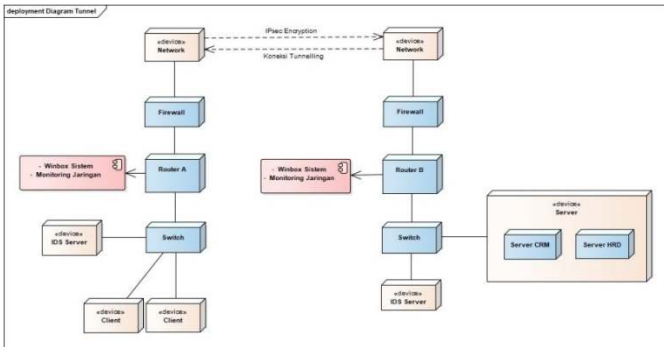 deployment Diagram Tunnel
«device»
Network
IPsec Encryption
Koneksi Tunnelling
«device»
Network
Firewall
Firewall
- Winbox Sistem
- Monitoring Jaringan
Router A
- Winbox Sistem
- Monitoring Jaringan
Router B
«device»
Server
Server CRM
Server HRD
«device»
IDS Server
Switch
Switch
«device»
Client
«device»
Client
«device»
IDS Server